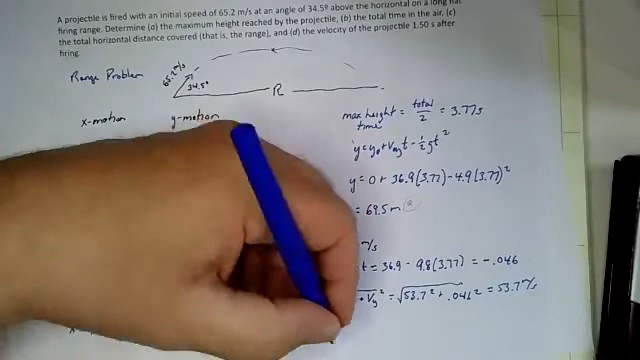 A projectile is fired with an initial speed of 65.2 m/s at an angle of 34.5° above the horizontal on a long flat
firing range. Determine (a) the maximum height reached by the projectile, (b) the total time in the air, (c)
the total horizontal distance covered (that is, the range), and (d) the velocity of the projectile 1.50 s after
firing.
Range Problem
65.2 m/s
34.5°
R
x-motion
y-motion
max height time = total/2 = 3.77s
y = y₀ + v₀yt - ½gt²
y = 0 + 36.9(3.77) - 4.9(3.77)²
= 69.5m (a)
m/s
t = 36.9 - 9.8(3.77) = -.046
+ Vy² = √53.7² + .046² = 53.7 m/s